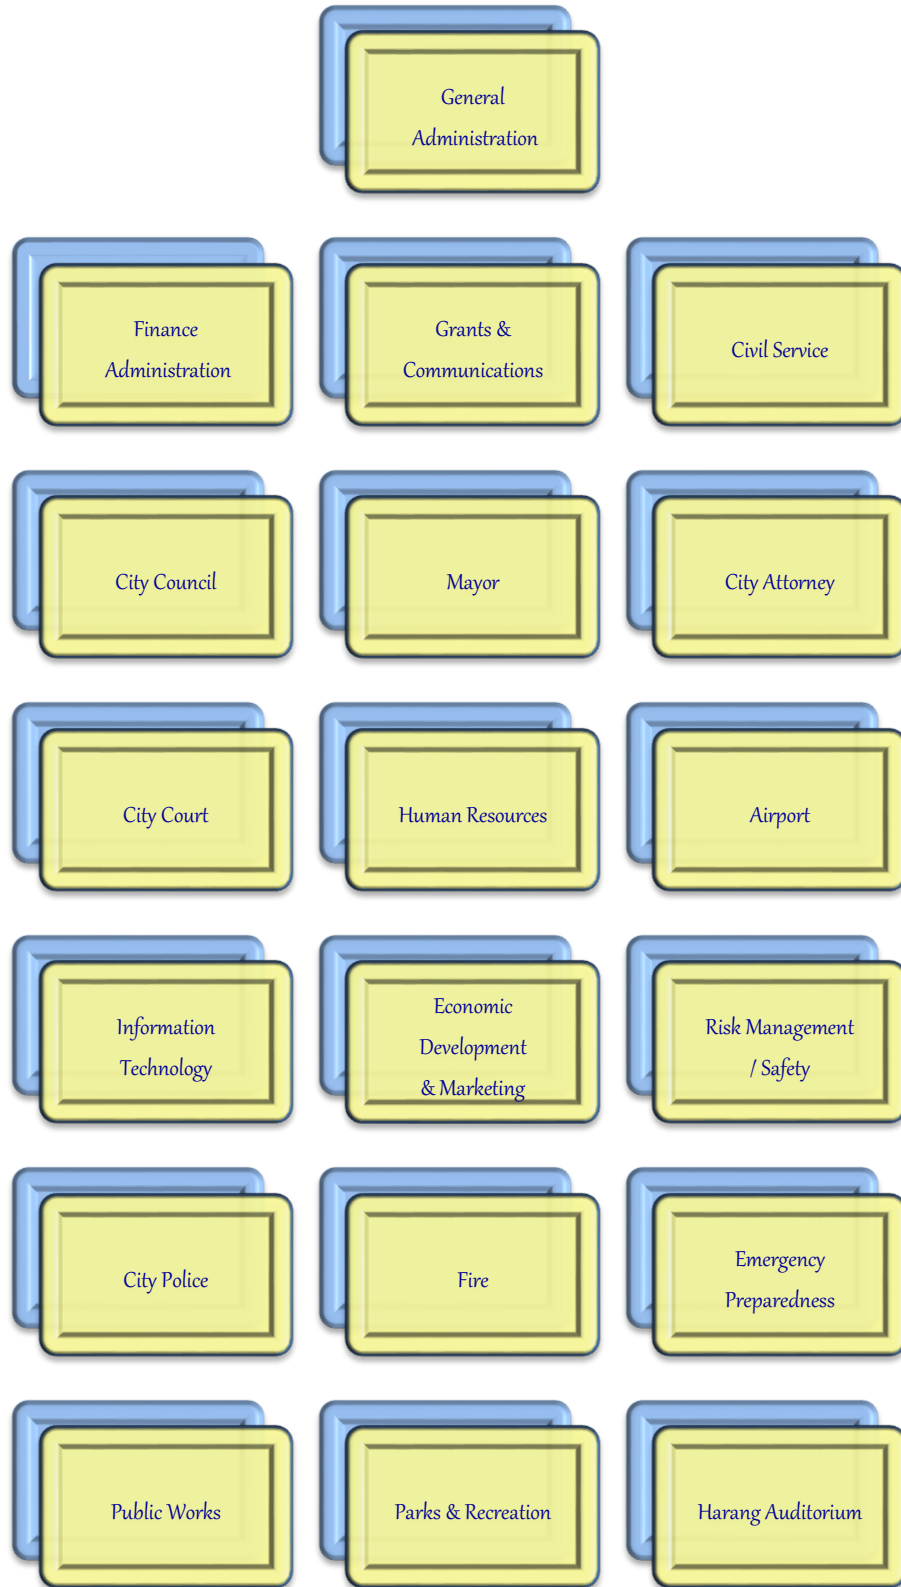 General
Administration
Finance
Administration
Grants &
Communications
Civil Service
City Council
Mayor
City Attorney
City Court
Human Resources
Airport
Information
Technology
Economic
Development
& Marketing
Risk Management
/ Safety
City Police
Fire
Emergency
Preparedness
Public Works
Parks & Recreation
Harang Auditorium